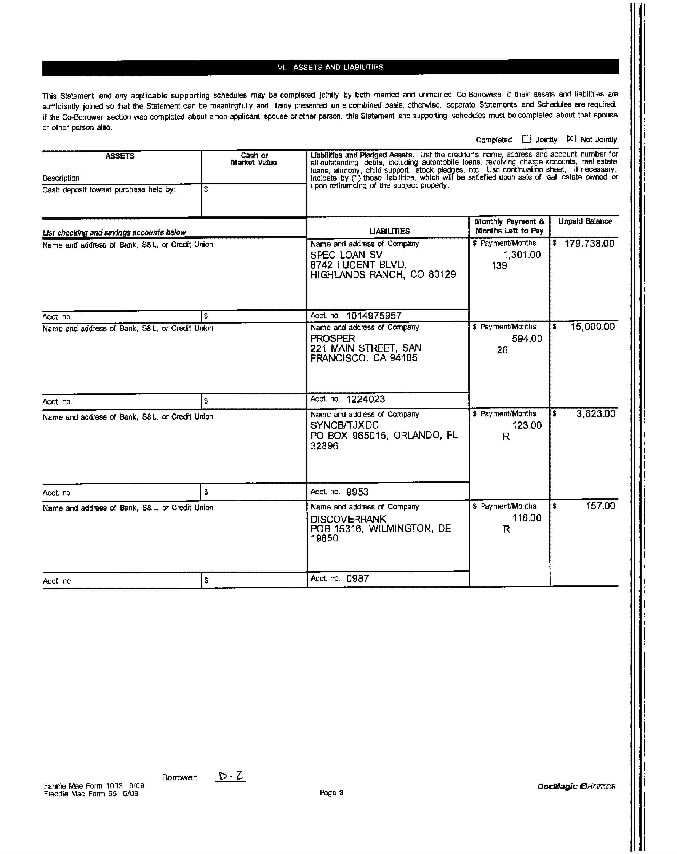 VI. ASSETS AND LIABILITIES
This Statement and any applicable supporting schedules may be completed jointly by both married and unmarried Co-Borrowers if their assets and liabilities are
sufficiently joined so that the Statement can be meaningfully and fairly presented on a combined basis, otherwise, separate Statements and Schedules are required.
If the Co-Borrower section was completed about a non-applicant spouse or other person, this Statement and supporting schedules must be completed about that spouse
or other person also.
Completed Jointly Not Jointly
ASSETS
Cash or
Market Value
Description
Cash deposit toward purchase held by: $
Liabilities and Pledged Assets. List the creditor's name, address and account number for
all outstanding debts, including automobile loans, revolving charge accounts, real estate
loans, alimony, child support, stock pledges, etc. Use continuation sheet, if necessary.
Indicate by (*) those liabilities, which will be satisfied upon sale of real estate owned or
upon refinancing of the subject property.
List checking and savings accounts below
LIABILITIES
Monthly Payment &
Months Left to Pay
Unpaid Balance
Name and address of Bank, S&L, or Credit Union
Name and address of Company
SPEC LOAN SV
8742 LUCENT BLVD,
HIGHLANDS RANCH, CO 80129
$ Payment/Months
1,301.00
139
$ 179,738.00
Acct. no. $
Acct. no. 1014975957
Name and address of Bank, S&L, or Credit Union
Name and address of Company
PROSPER
221 MAIN STREET, SAN
FRANCISCO, CA 94105
$ Payment/Months
594.00
26
$ 15,000.00
Acct. no. $
Acct. no. 1224023
Name and address of Bank, S&L, or Credit Union
Name and address of Company
SYNCB/TJXDC
PO BOX 965015, ORLANDO, FL
32896
$ Payment/Months
123.00
R
$ 3,823.00
Acct. no. $
Acct. no. 8953
Name and address of Bank, S&L, or Credit Union
Name and address of Company
DISCOVERBANK
POB 15316, WILMINGTON, DE
19850
$ Payment/Months
118.00
R
$ 157.00
Acct. no. $
Acct. no. 0987
Borrower: D-Z
Fannie Mae Form 1003 6/09
Freddie Mac Form 65 6/09
Page 3
DocMagic